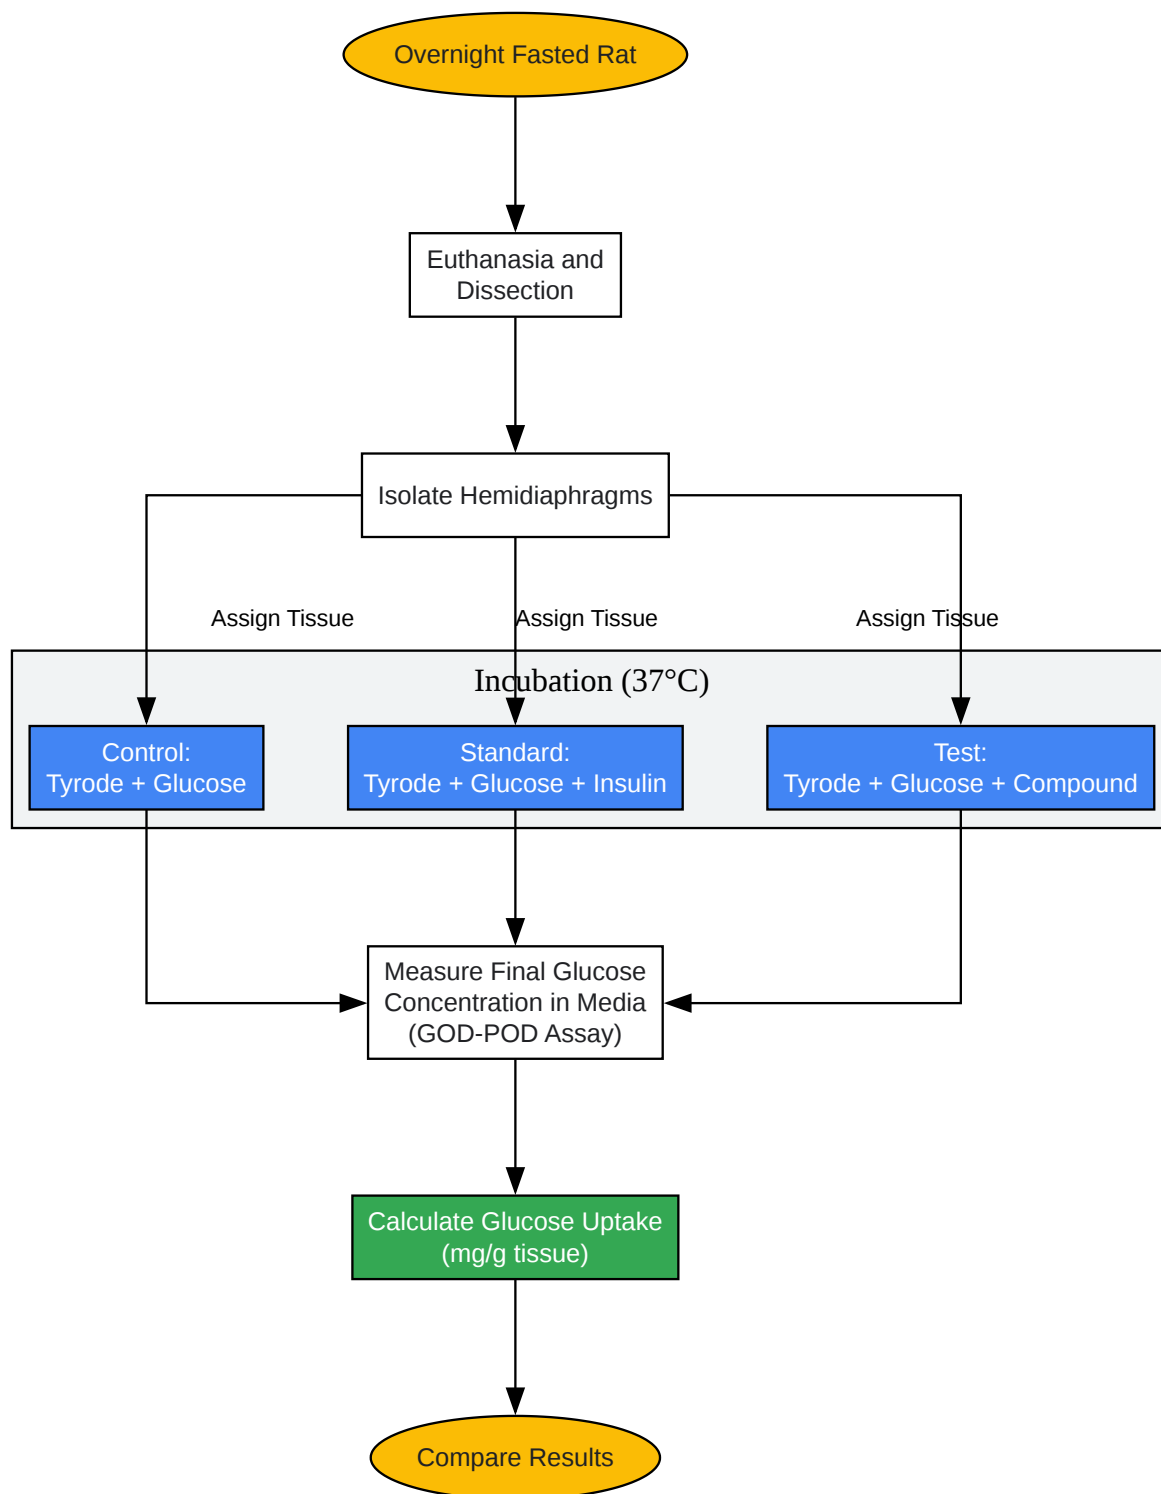 Overnight Fasted Rat
Euthanasia and
Dissection
Isolate Hemidiaphragms
Assign Tissue
Assign Tissue
Assign Tissue
Incubation (37°C)
Control:
Tyrode + Glucose
Standard:
Tyrode + Glucose + Insulin
Test:
Tyrode + Glucose + Compound
Measure Final Glucose
Concentration in Media
(GOD-POD Assay)
Calculate Glucose Uptake
(mg/g tissue)
Compare Results